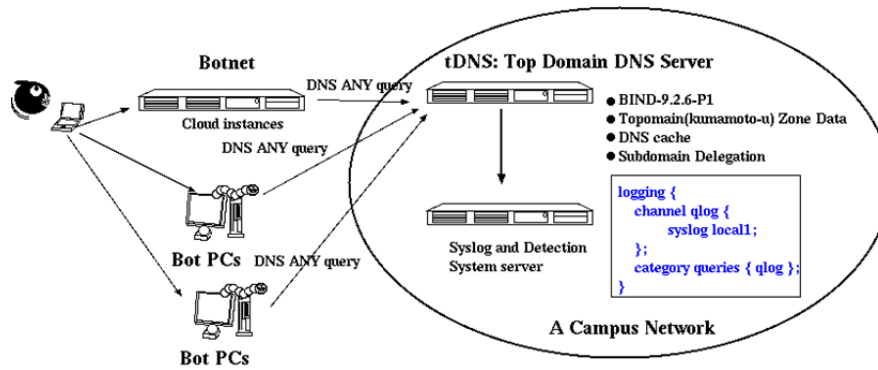 Botnet
tDNS: Top Domain DNS Server
DNS ANY query
Cloud instances
DNS ANY query
● BIND-9.2.6-P1
● Topomain(kumamoto-u) Zone Data
● DNS cache
● Subdomain Delegation
logging {
channel qlog {
syslog local1;
};
category queries { qlog };
}
Syslog and Detection
System server
Bot PCs
DNS ANY query
Bot PCs
A Campus Network